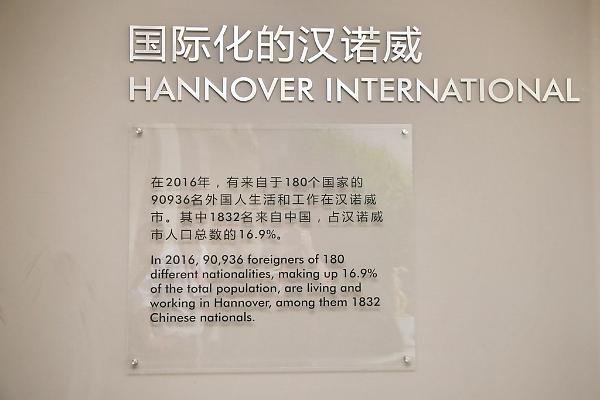 国际化的汉诺威
HANNOVER INTERNATIONAL
在2016年，有来自于180个国家的
90936名外国人生活和工作在汉诺威
市。其中1832名来自中国，占汉诺威
市人口总数的16.9%。
In 2016, 90,936 foreigners of 180
different nationalities, making up 16.9%
of the total population, are living and
working in Hannover, among them 1832
Chinese nationals.